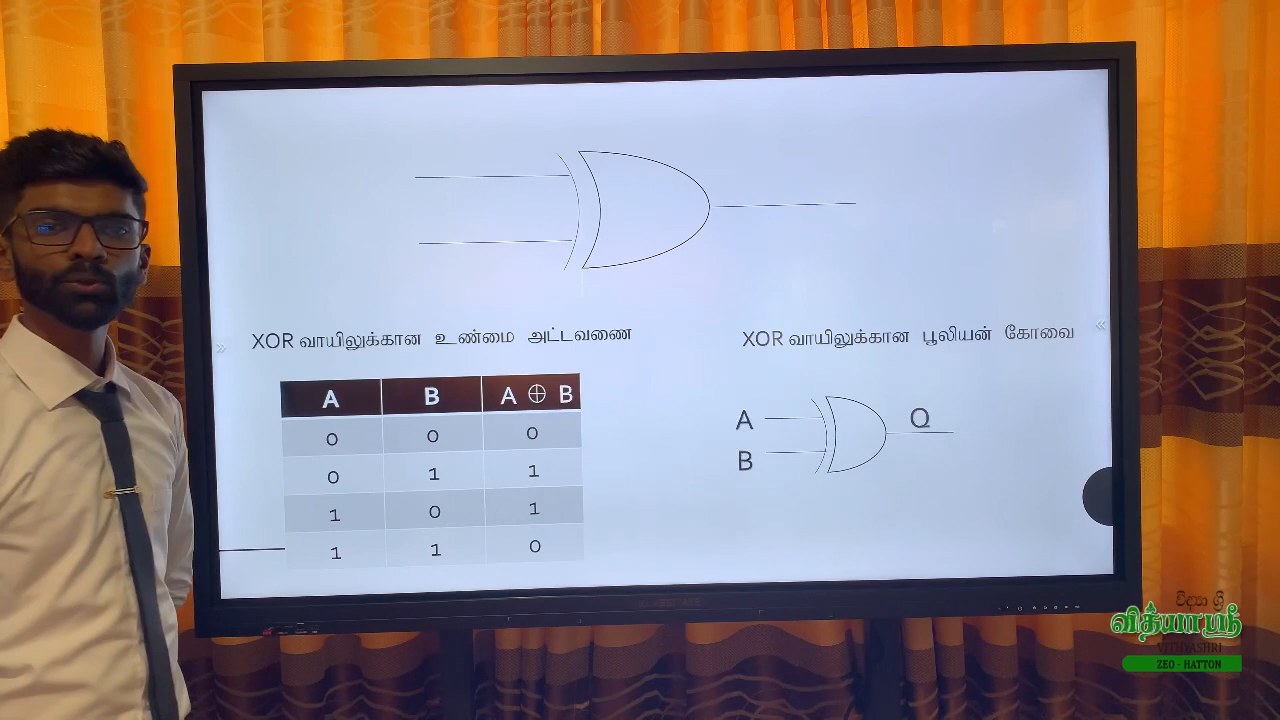 XOR வாயிலுக்கான உண்மை அட்டவணை
A B A ⊕ B
0 0 0
0 1 1
1 0 1
1 1 0
XOR வாயிலுக்கான பூலியன் கோவை
A
B
Q
වි‍ද්‍යා ශ්‍රී
வித்யாஸ்ரீ
VITHYASHRI
ZEO - HATTON